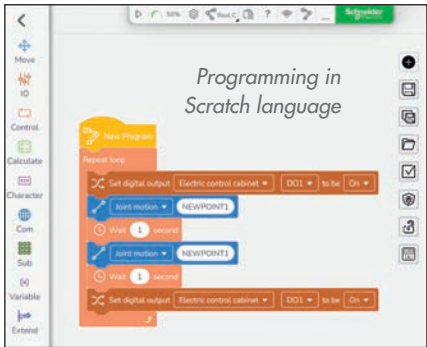 50%
?
Schneider
Move
IO
Control
Calculate
Character
Com
Sub
(x)
Variable
Extend
Programming in
Scratch language
New Program
Repeat loop
Set digital output Electric control cabinet DO1 to be On
Joint motion NEWPOINT1
Wait 1 second
Joint motion NEWPOINT1
Wait 1 second
Set digital output Electric control cabinet DO1 to be On